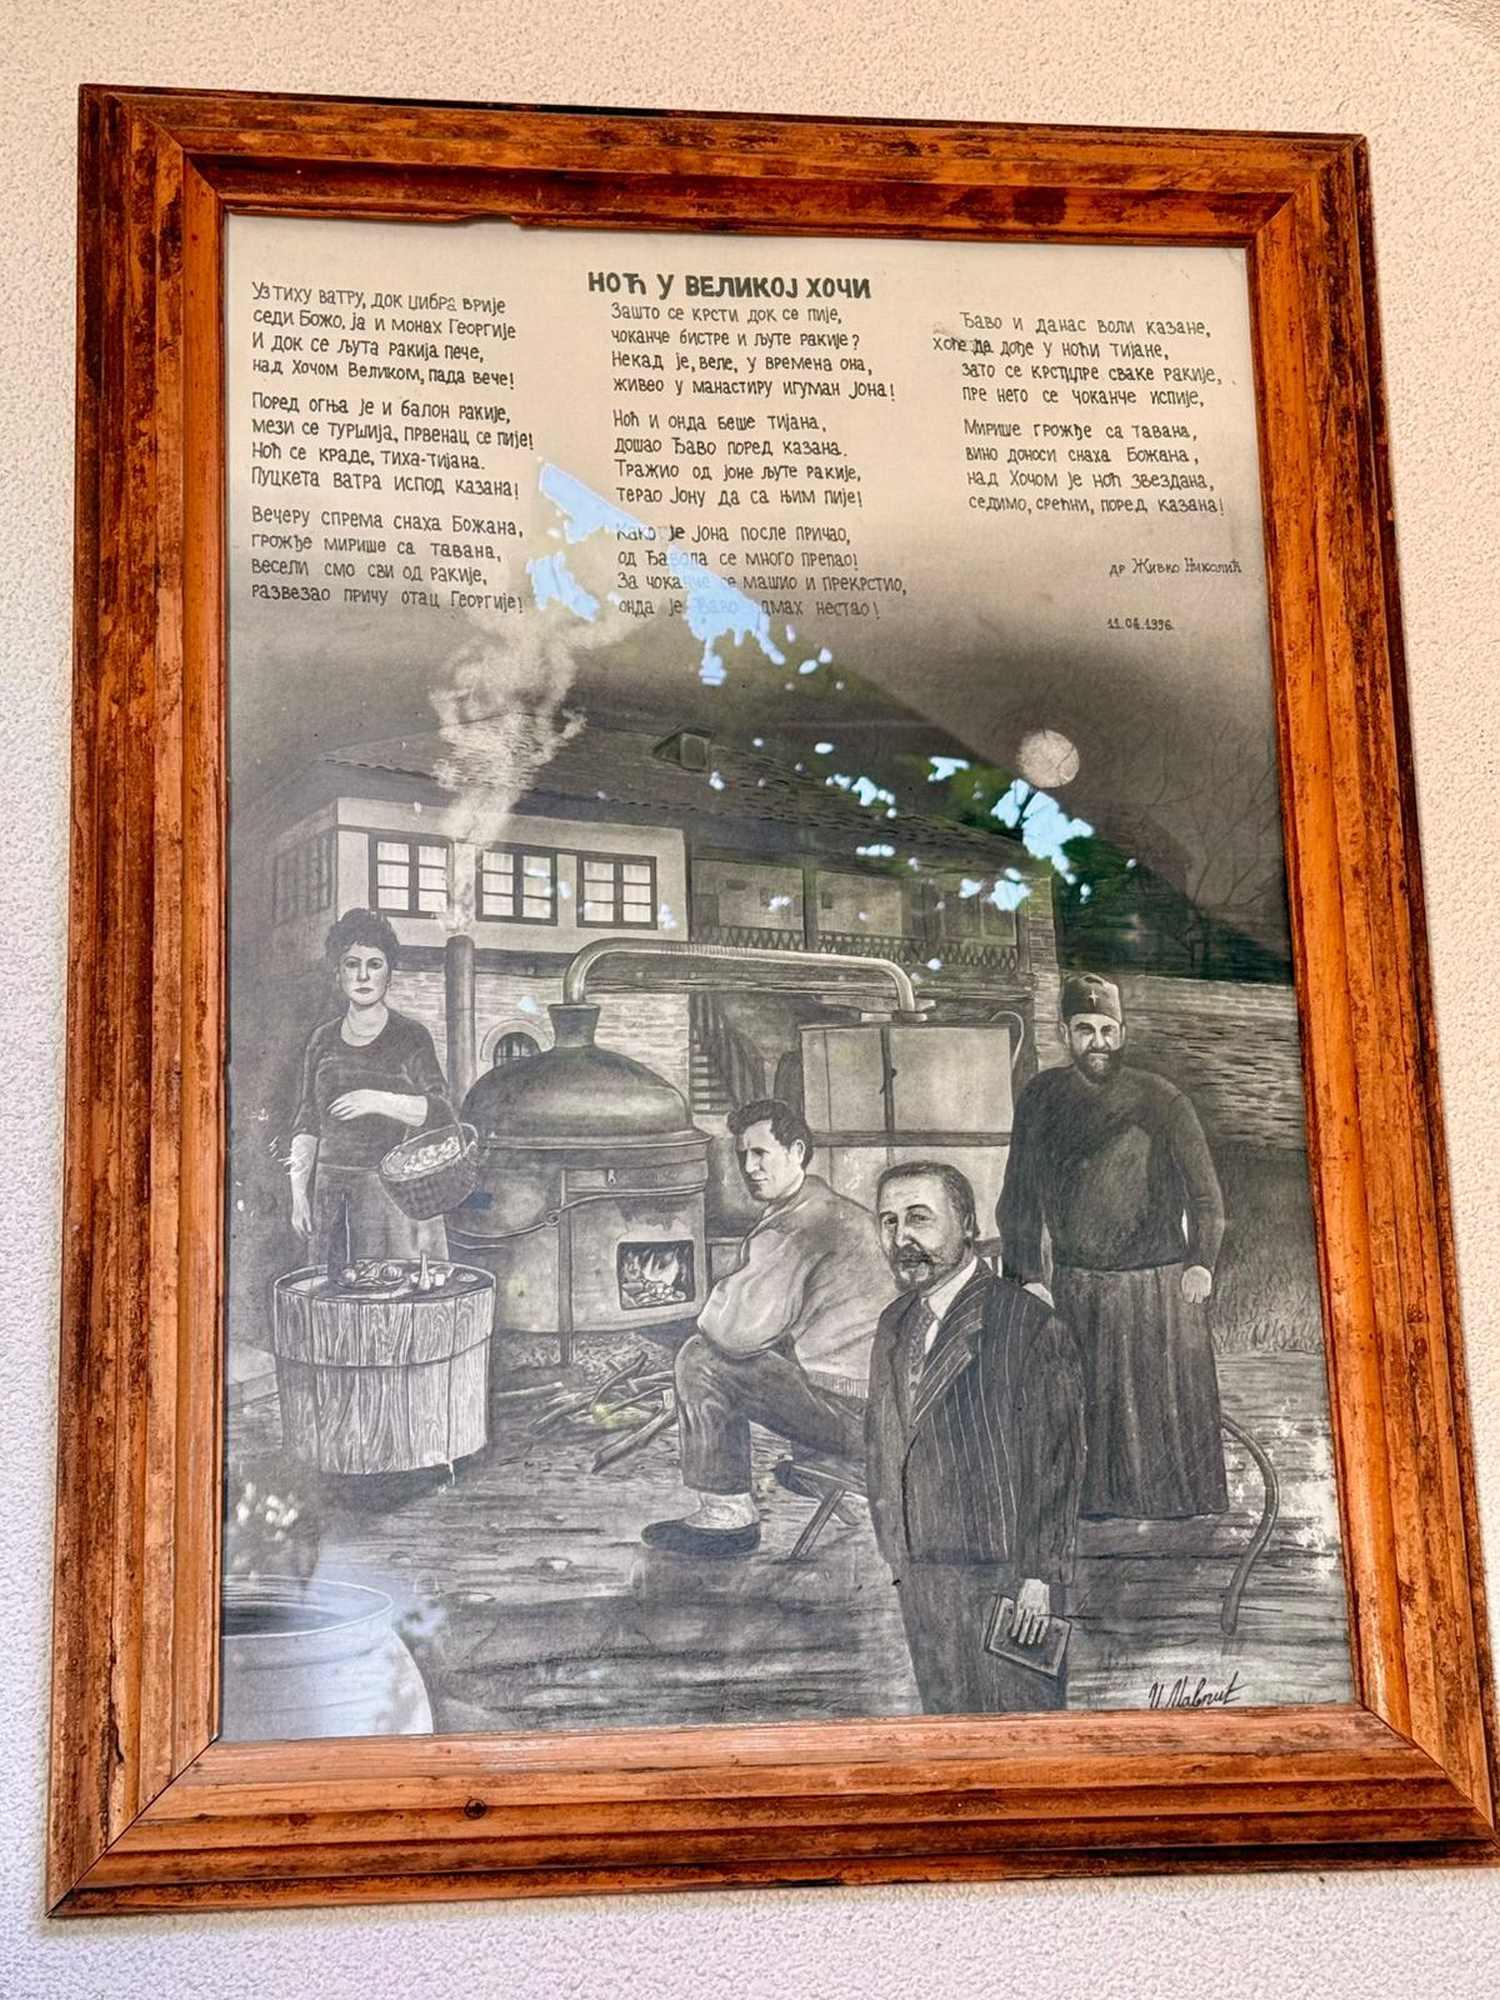 НОЋ У ВЕЛИКОЈ ХОЧИ
Уз тиху ватру, док џибра врије
седи Божо, ја и монах Георгије
И док се љута ракија пече,
над Хочом Великом, пада вече!
Поред огња је и балон ракије,
мези се туршија, првенац се пије!
Ноћ се краде, тиха-тијана.
Пуцкета ватра испод казана!
Вечеру спрема снаха Божана,
грожђе мирише са тавана,
весели смо сви од ракије,
развезао причу отац Георгије!
Зашто се крсти док се пије,
чоканче бистре и љуте ракије?
Некад је, веле, у времена она,
живео у манастиру игуман Јона!
Ноћ и онда беше тијана,
дошао Ђаво поред казана.
Тражио од Јоне љуте ракије,
терао Јону да са њим пије!
Како је Јона после причао,
од Ђавола се много препао!
За чоканче се машио и прекрстио,
онда је Ђаво одмах нестао!
Ђаво и данас воли казане,
хоће да дође у ноћи тијане,
зато се крстипре сваке ракије,
пре него се чоканче испије,
Мирише грожђе са тавана,
вино доноси снаха Божана,
над Хочом је ноћ звездана,
седимо, срећни, поред казана!
др Живко Николић
11.04.1996.